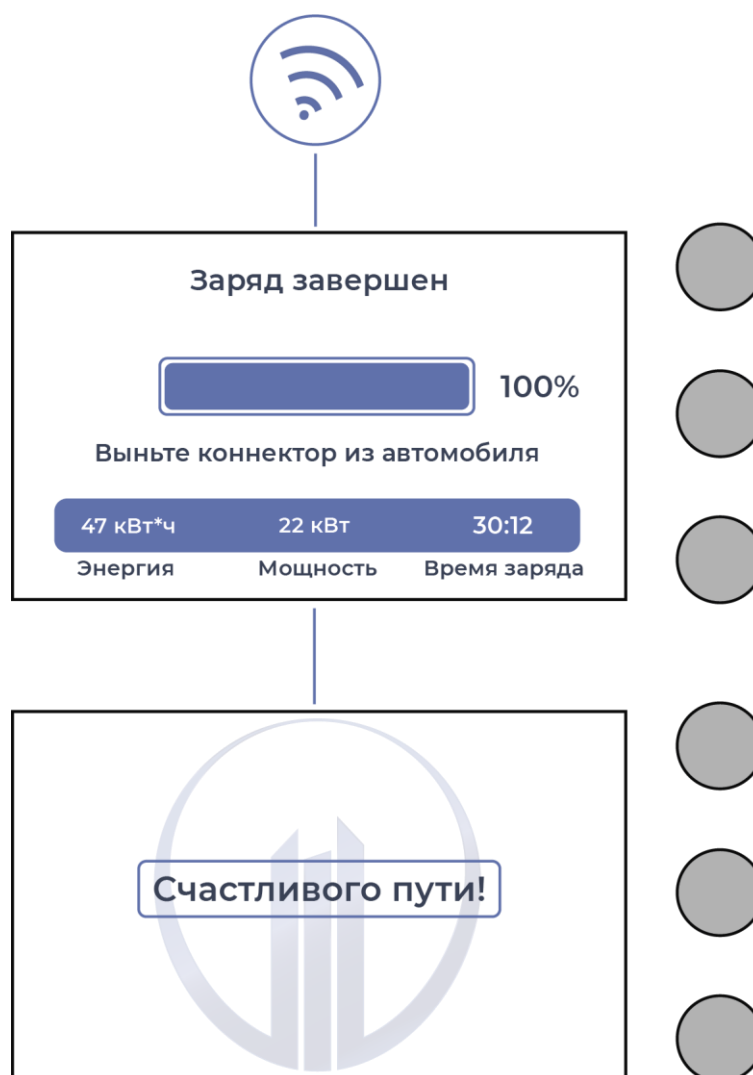 Заряд завершен
100%
Выньте коннектор из автомобиля
47 кВт*ч 22 кВт 30:12
Энергия Мощность Время заряда
Счастливого пути!